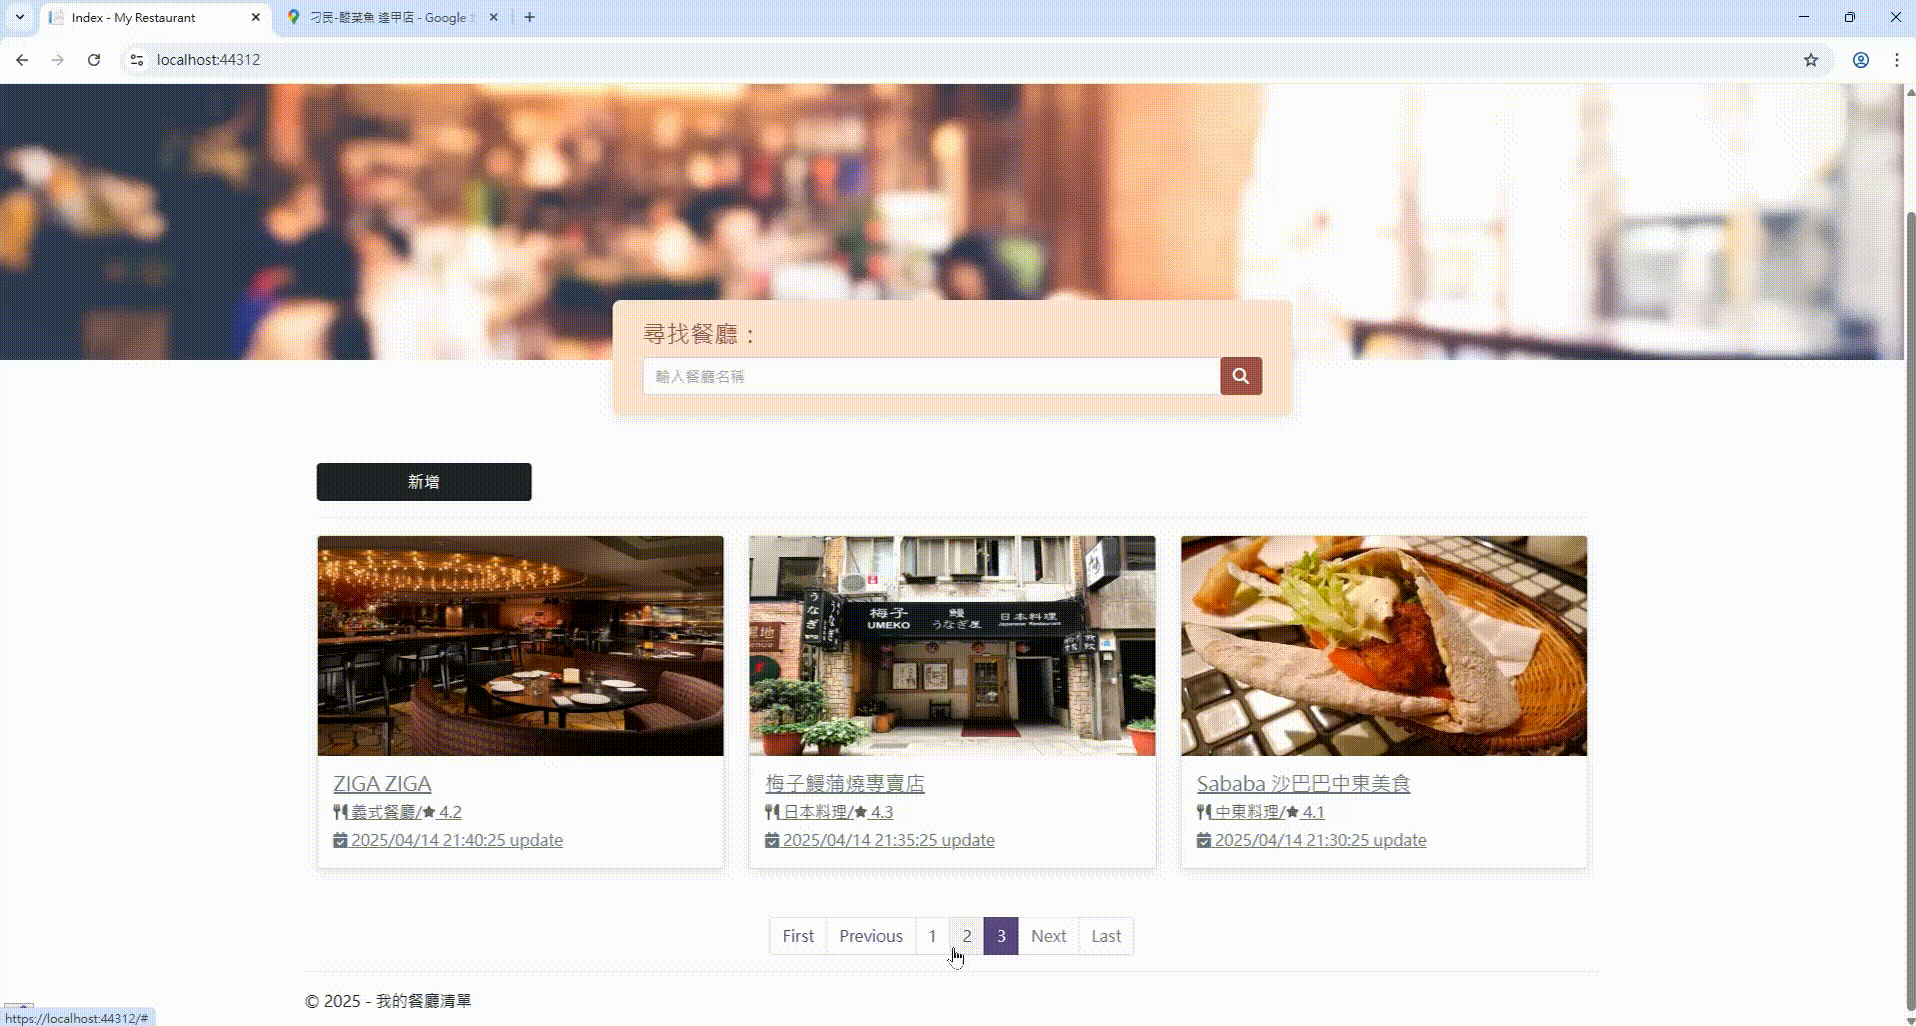 Index - My Restaurant
刁民-酸菜魚 逢甲店 - Google
localhost:44312
尋找餐廳：
輸入餐廳名稱
新增
梅子 鰻 日本料理
UMEKO うなぎ屋 Japanese Restaurant
うなぎ
ZIGA ZIGA
義式餐廳/★ 4.2
2025/04/14 21:40:25 update
梅子鰻蒲燒專賣店
日本料理/★ 4.3
2025/04/14 21:35:25 update
Sababa 沙巴巴中東美食
中東料理/★ 4.1
2025/04/14 21:30:25 update
First Previous 1 2 3 Next Last
© 2025 - 我的餐廳清單
https://localhost:44312/#